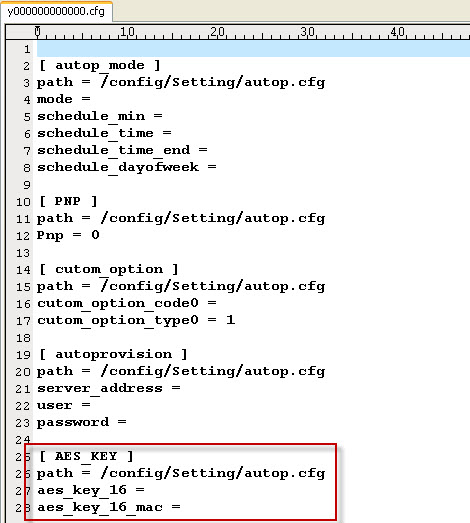 y000000000000.cfg
0 10 20 30 40
1
2 [ autop_mode ]
3 path = /config/Setting/autop.cfg
4 mode =
5 schedule_min =
6 schedule_time =
7 schedule_time_end =
8 schedule_dayofweek =
9
10 [ PNP ]
11 path = /config/Setting/autop.cfg
12 Pnp = 0
13
14 [ cutom_option ]
15 path = /config/Setting/autop.cfg
16 cutom_option_code0 =
17 cutom_option_type0 = 1
18
19 [ autoprovision ]
20 path = /config/Setting/autop.cfg
21 server_address =
22 user =
23 password =
24
25 [ AES_KEY ]
26 path = /config/Setting/autop.cfg
27 aes_key_16 =
28 aes_key_16_mac =